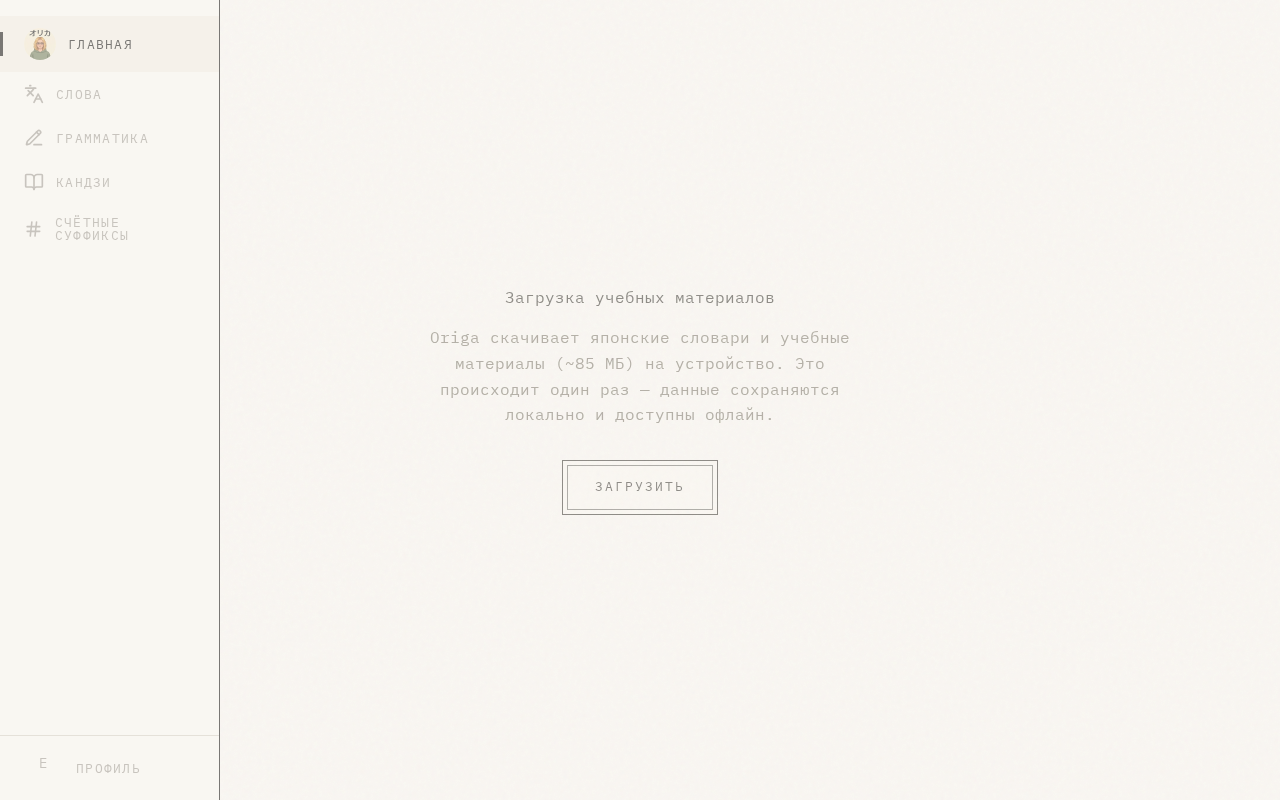 オリカ
ГЛАВНАЯ
СЛОВА
ГРАММАТИКА
КАНДЗИ
СЧЁТНЫЕ
СУФФИКСЫ
Загрузка учебных материалов
Origa скачивает японские словари и учебные
материалы (~85 МБ) на устройство. Это
происходит один раз — данные сохраняются
локально и доступны офлайн.
ЗАГРУЗИТЬ
E
ПРОФИЛЬ